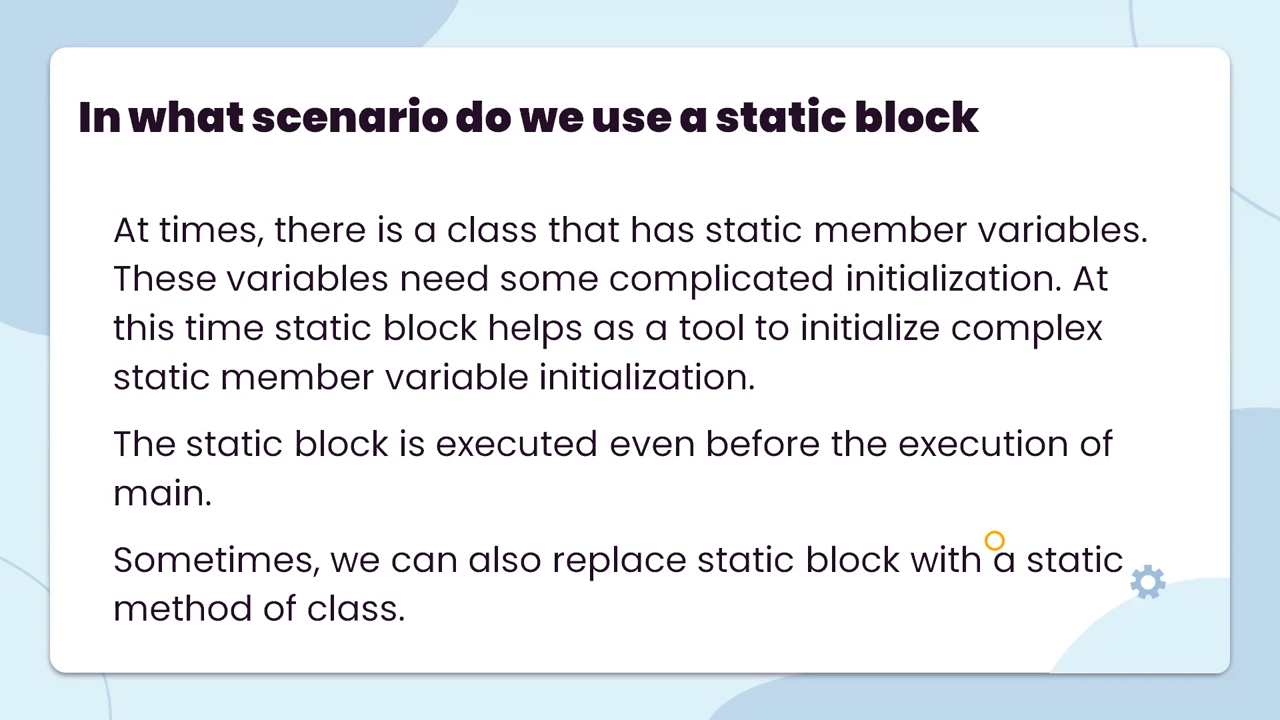 In what scenario do we use a static block
At times, there is a class that has static member variables.
These variables need some complicated initialization. At
this time static block helps as a tool to initialize complex
static member variable initialization.
The static block is executed even before the execution of
main.
Sometimes, we can also replace static block with a static
method of class.